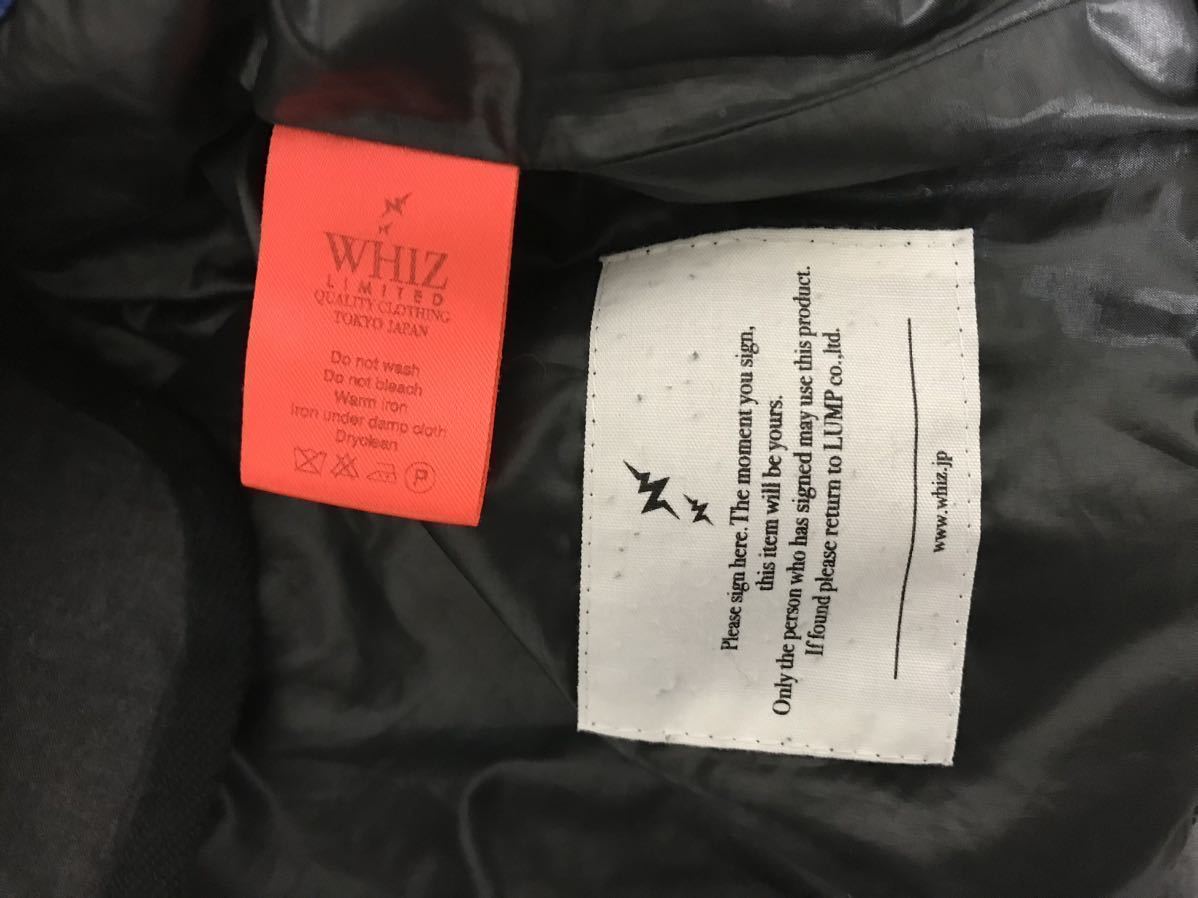 WHIZ
LIMITED
QUALITY CLOTHING
TOKYO JAPAN
Do not wash
Do not bleach
Warm iron
Iron under damp cloth
Dryclean
P
Please sign here.The moment you sign,
this item will be yours.
Only the person who has signed may use this product.
If found please return to LUMP co.,ltd.
www.whiz.jp